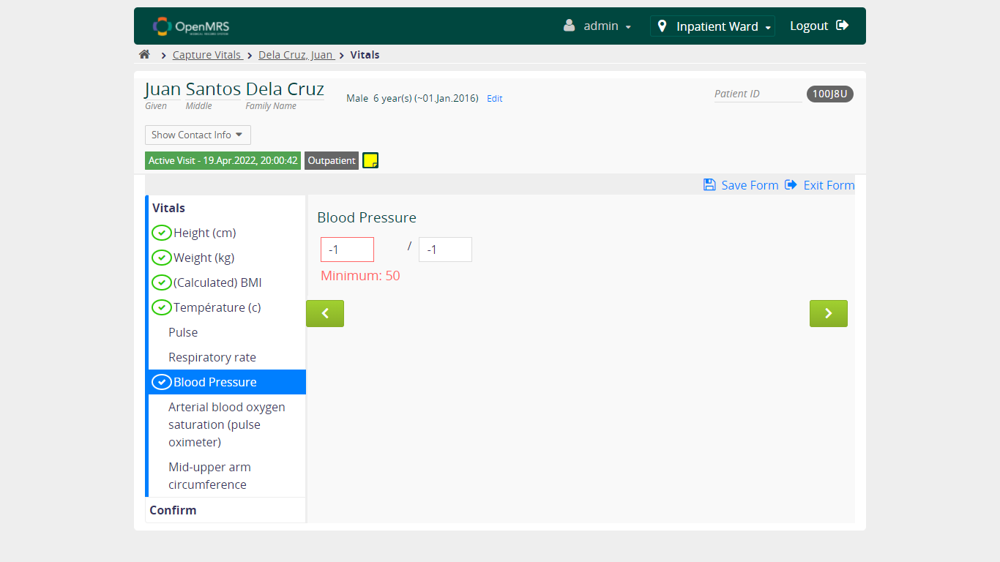 OpenMRS
admin
Inpatient Ward
Logout
Capture Vitals
Dela Cruz, Juan
Vitals
Juan Santos Dela Cruz
Given Middle Family Name
Male 6 year(s) (~01.Jan.2016) Edit
Patient ID 100J8U
Show Contact Info
Active Visit - 19.Apr.2022, 20:00:42 Outpatient
Save Form Exit Form
Vitals
Height (cm)
Weight (kg)
(Calculated) BMI
Température (c)
Pulse
Respiratory rate
Blood Pressure
Arterial blood oxygen
saturation (pulse
oximeter)
Mid-upper arm
circumference
Confirm
Blood Pressure
-1 / -1
Minimum: 50